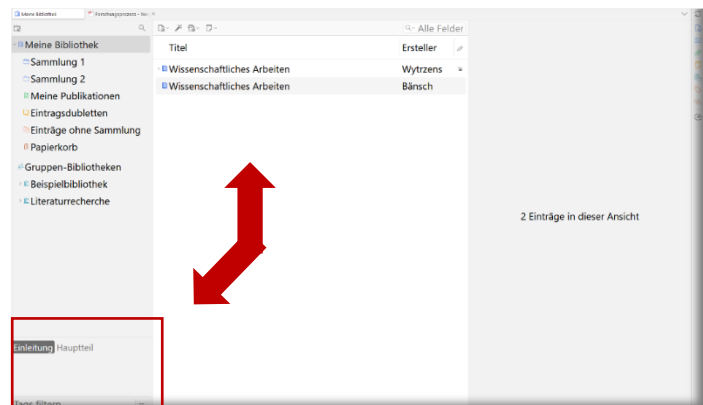 Meine Bibliothek
Alle Felder
Meine Bibliothek
Sammlung 1
Sammlung 2
Meine Publikationen
Eintragsdubletten
Einträge ohne Sammlung
Papierkorb
Gruppen-Bibliotheken
Beispielbibliothek
Literaturrecherche
Einleitung Hauptteil
Tags filtern
Titel Ersteller
Wissenschaftliches Arbeiten Wytrzens
Wissenschaftliches Arbeiten Bänsch
2 Einträge in dieser Ansicht